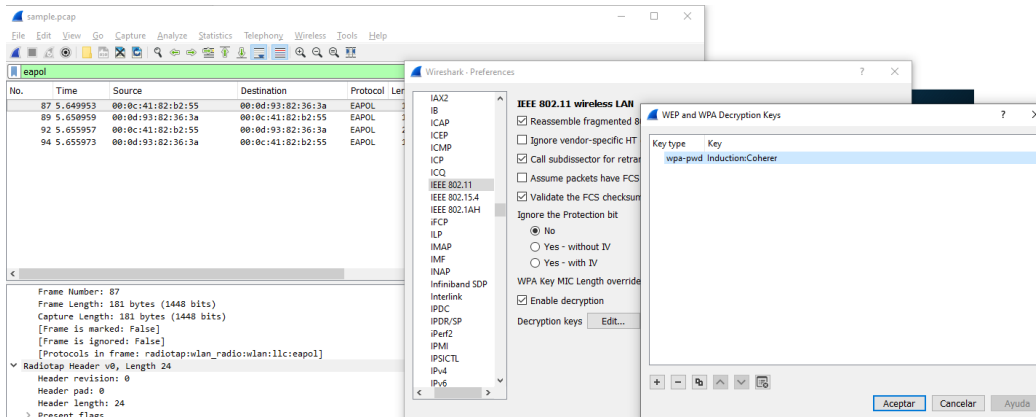 sample.pcap
File Edit View Go Capture Analyze Statistics Telephony Wireless Tools Help
eapol
No. Time Source Destination Protocol
87 5.649953 00:0c:41:82:b2:55 00:0d:93:82:36:3a EAPOL
89 5.650959 00:0d:93:82:36:3a 00:0c:41:82:b2:55 EAPOL
92 5.655957 00:0c:41:82:b2:55 00:0d:93:82:36:3a EAPOL
94 5.655973 00:0d:93:82:36:3a 00:0c:41:82:b2:55 EAPOL
Frame Number: 87
Frame Length: 181 bytes (1448 bits)
Capture Length: 181 bytes (1448 bits)
[Frame is marked: False]
[Frame is ignored: False]
[Protocols in frame: radiotap:wlan_radio:wlan:llc:eapol]
Radiotap Header v0, Length 24
Header revision: 0
Header pad: 0
Header length: 24
Present flags
Wireshark · Preferences
IAX2
IB
ICAP
ICEP
ICMP
ICP
ICQ
IEEE 802.11
IEEE 802.15.4
IEEE 802.1AH
iFCP
ILP
IMAP
IMF
INAP
Infiniband SDP
Interlink
IPDC
IPDR/SP
iPerf2
IPMI
IPSICTL
IPv4
IPv6
IEEE 802.11 wireless LAN
Reassemble fragmented
Ignore vendor-specific HT
Call subdissector for
Assume packets have FCS
Validate the FCS
Ignore the Protection bit
No
Yes - without IV
Yes - with IV
WPA Key MIC Length override
Enable decryption
Decryption keys Edit...
WEP and WPA Decryption Keys
Key type Key
wpa-pwd Induction:Coherer
Aceptar Cancelar Ayuda